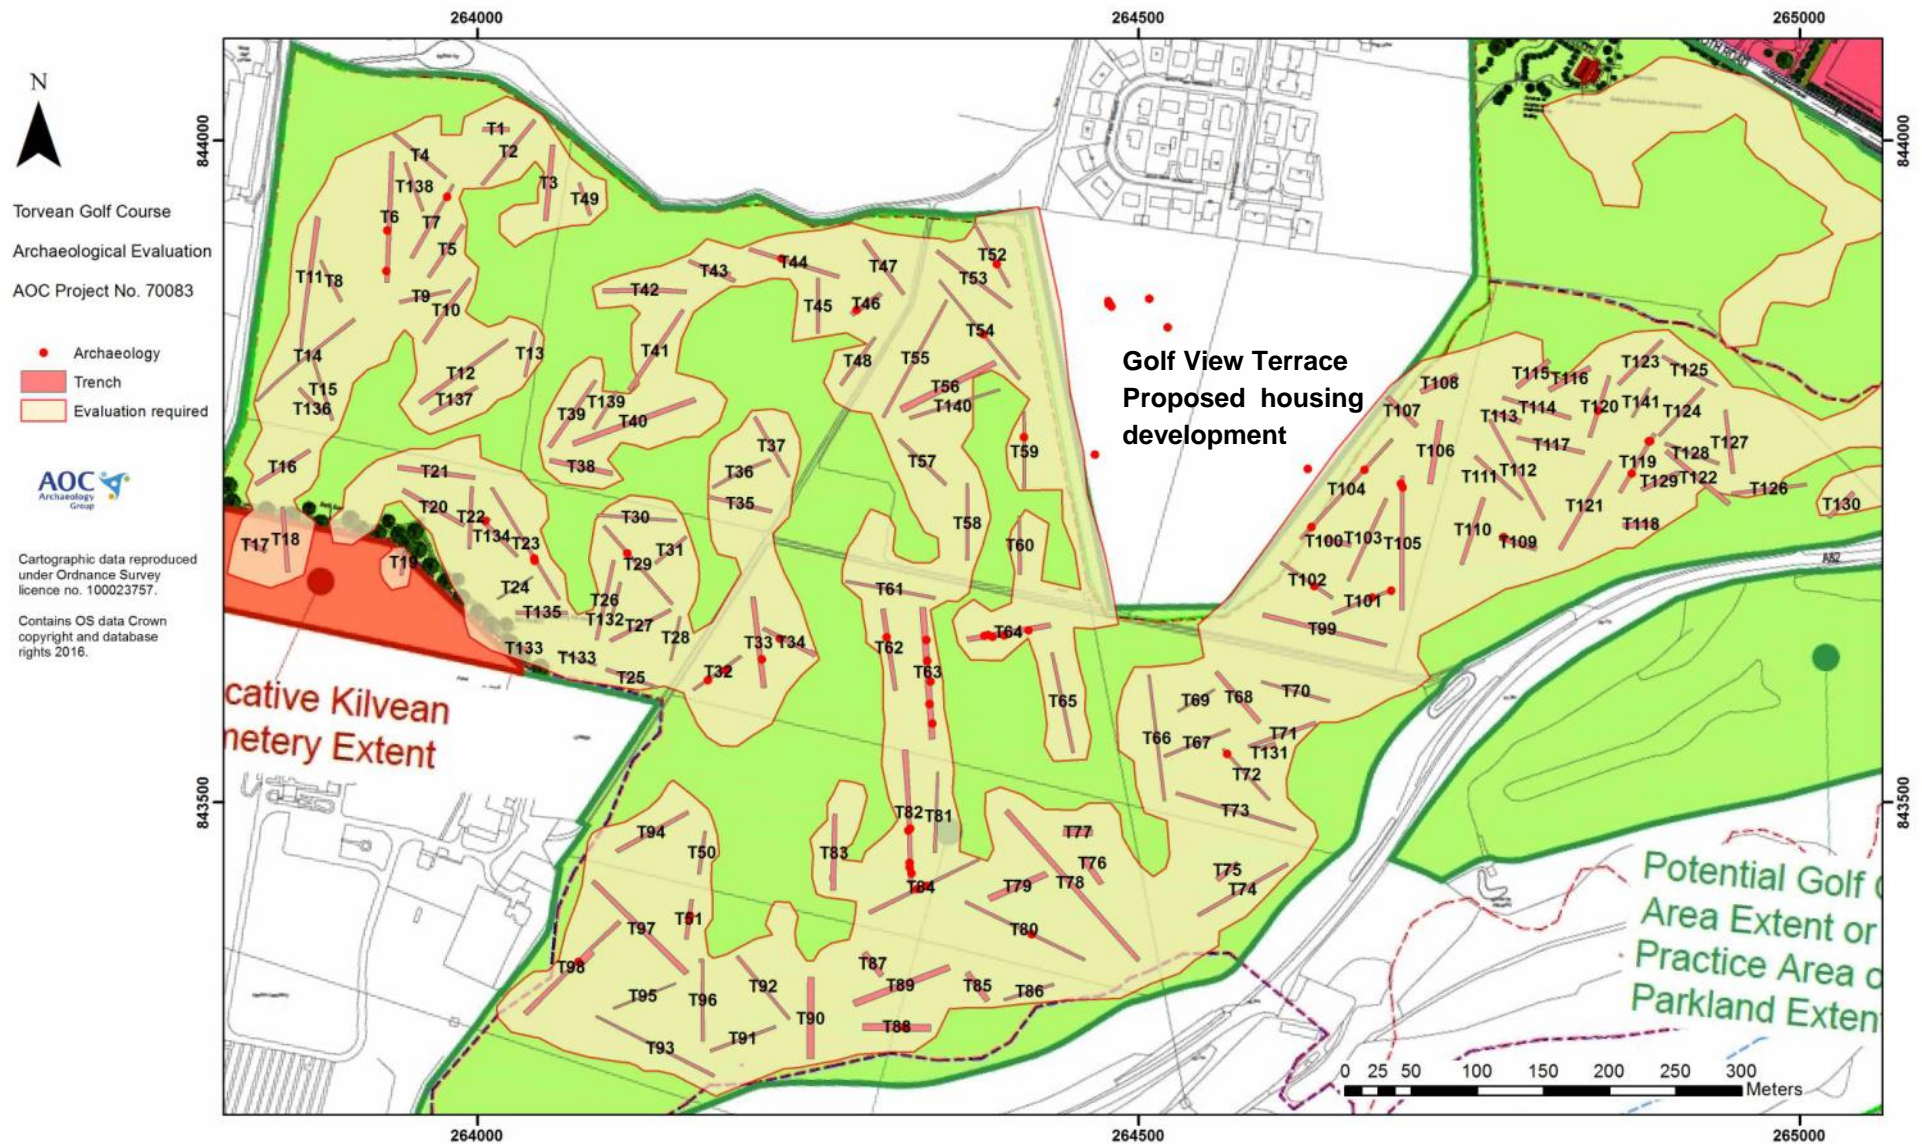 264000
264500
265000
N
844000
844000
Torvean Golf Course
Archaeological Evaluation
AOC Project No. 70083
Archaeology
Trench
Evaluation required
AOC
Archaeology
Group
Cartographic data reproduced
under Ordnance Survey
licence no. 100023757.
Contains OS data Crown
copyright and database
rights 2016.
T1
T2
T4
T138
T3
T49
T6
T7
T5
T11
T8
T9
T10
T14
T13
T12
T15
T136
T137
T16
T43
T44
T42
T45
T46
T47
T52
T53
T54
T41
T48
T55
T56
T140
T139
T39
T40
T38
T37
T36
T35
T57
T59
T58
T60
Golf View Terrace
Proposed housing
development
T123
T125
T115
T116
T108
T107
T113
T114
T120
T141
T124
T106
T117
T127
T128
T119
T111
T112
T129
T122
T126
T130
T104
T121
T118
T110
T109
T100
T103
T105
T102
T101
T99
A82
T21
T20
T22
T134
T23
T17
T18
T19
T24
T135
T133
T133
T30
T31
T29
T26
T132
T27
T28
T25
T32
T33
T34
T61
T62
T63
T64
T65
T69
T68
T70
T66
T67
T71
T131
T72
T73
T75
T74
cative Kilvean
metery Extent
843500
843500
T94
T50
T51
T97
T98
T95
T96
T92
T93
T91
T90
T83
T82
T81
T84
T77
T76
T78
T79
T80
T87
T89
T85
T86
T88
Potential Golf
Area Extent or
Practice Area
Parkland Exten
0 25 50 100 150 200 250 300
Meters
264000
264500
265000